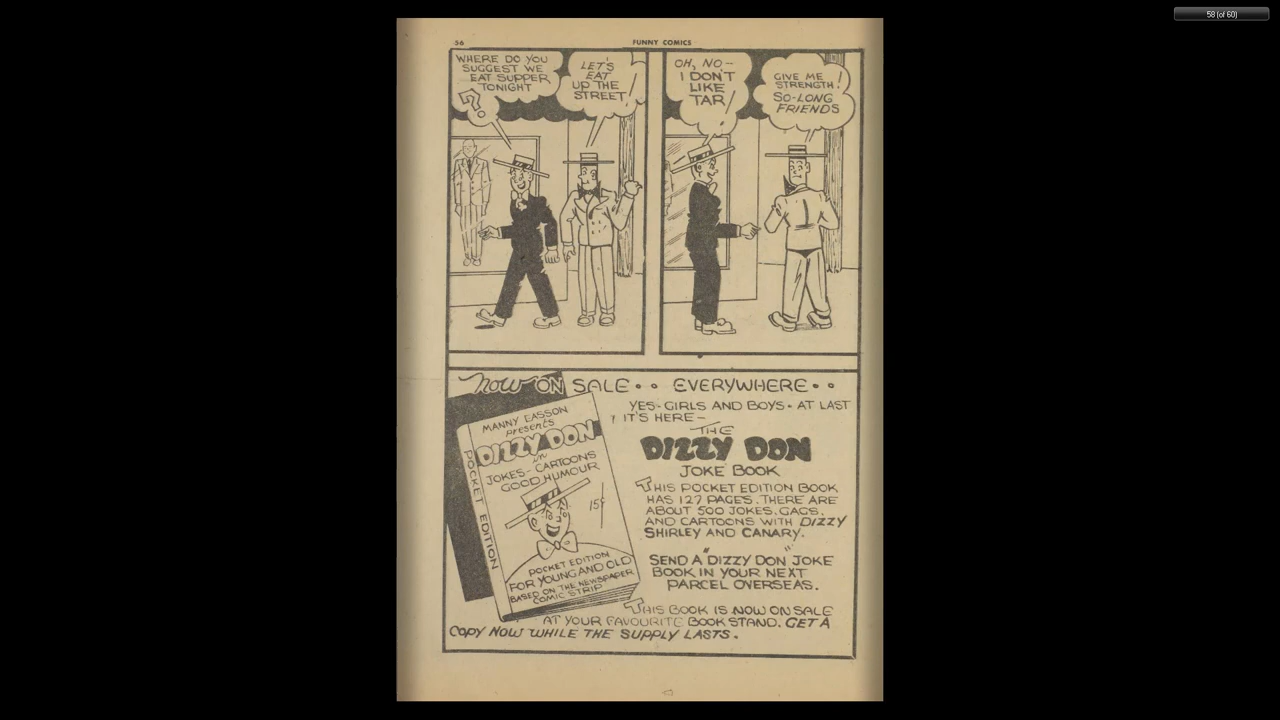 58 (of 60)
56
FUNNY COMICS
WHERE DO YOU
SUGGEST WE
EAT SUPPER
TONIGHT
?
LET'S
EAT
UP THE
STREET!
OH, NO-
I DON'T
LIKE
TAR!
GIVE ME
STRENGTH!
SO-LONG
FRIENDS
NOW ON SALE.. EVERYWHERE..
MANNY EASSON
presents
DIZZY DON
in
JOKES-CARTOONS
GOOD HUMOUR
15¢
POCKET EDITION
FOR YOUNG AND OLD
BASED ON THE NEWSPAPER
COMIC STRIP
POCKET EDITION
YES-GIRLS AND BOYS-AT LAST
IT'S HERE-
THE
DIZZY DON
JOKE BOOK
THIS POCKET EDITION BOOK
HAS 127 PAGES. THERE ARE
ABOUT 500 JOKES, GAGS,
AND CARTOONS WITH DIZZY
SHIRLEY AND CANARY.
SEND A "DIZZY DON" JOKE
BOOK IN YOUR NEXT
PARCEL OVERSEAS.
THIS BOOK IS NOW ON SALE
AT YOUR FAVOURITE BOOK STAND. GET A
COPY NOW WHILE THE SUPPLY LASTS.